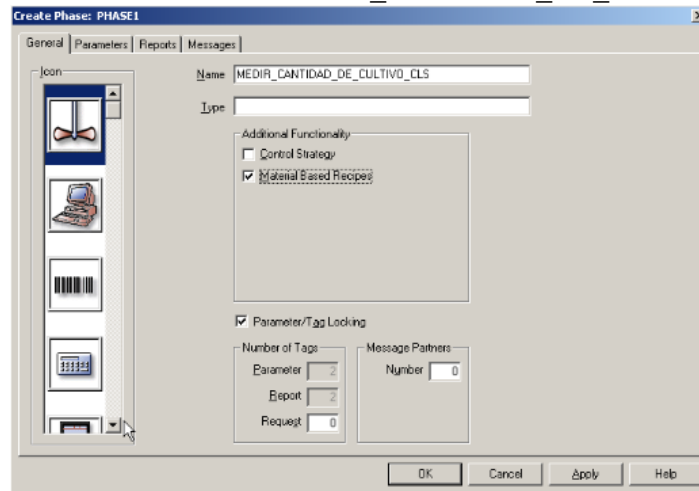 Create Phase: PHASE1
General Parameters Reports Messages
Icon
Name MEDIR_CANTIDAD_DE_CULTIVO_CLS
Type
Additional Functionality
Control Strategy
Material Based Recipes
Parameter/Tag Locking
Number of Tags
Parameter 2
Report 2
Request 0
Message Partners
Number 0
OK Cancel Apply Help